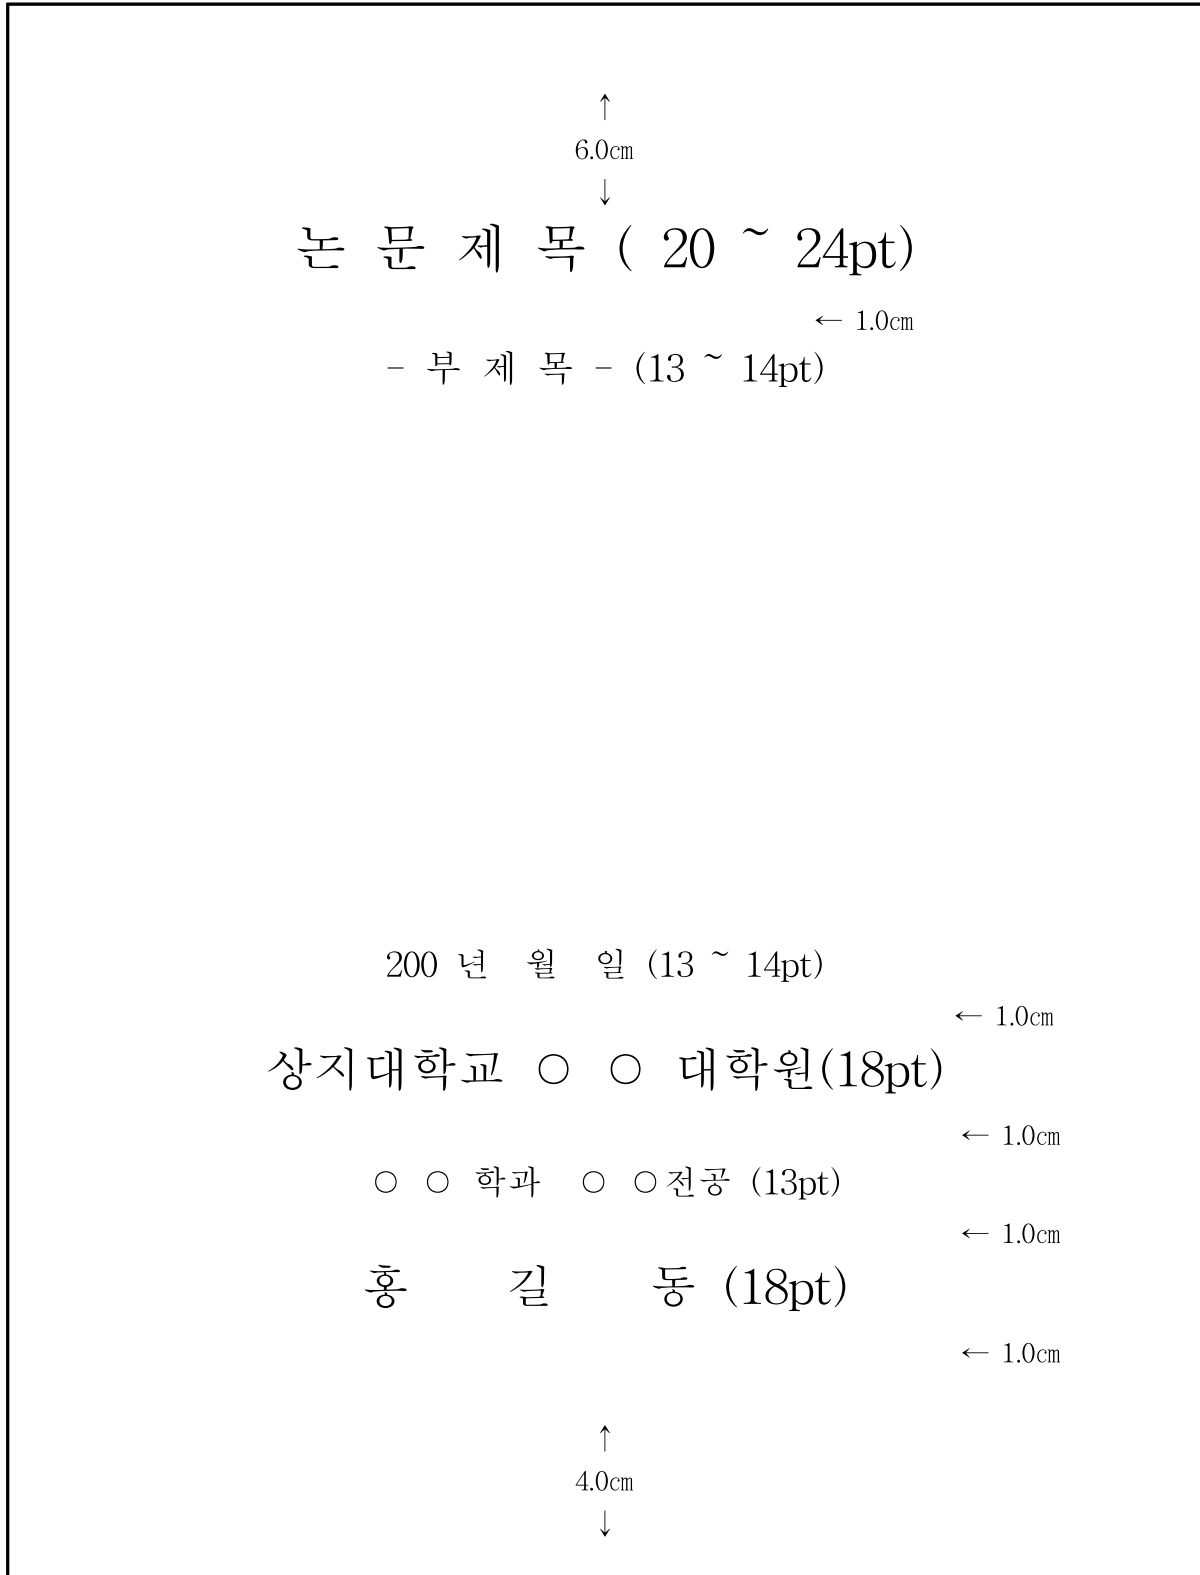 ↑
6.0㎝
↓
논 문 제 목 ( 20 ~ 24pt)
← 1.0㎝
- 부 제 목 - (13 ~ 14pt)
200 년 월 일 (13 ~ 14pt)
← 1.0㎝
상지대학교 ○ ○ 대학원(18pt)
← 1.0㎝
○ ○ 학과 ○ ○전공 (13pt)
← 1.0㎝
홍 길 동 (18pt)
← 1.0㎝
↑
4.0㎝
↓